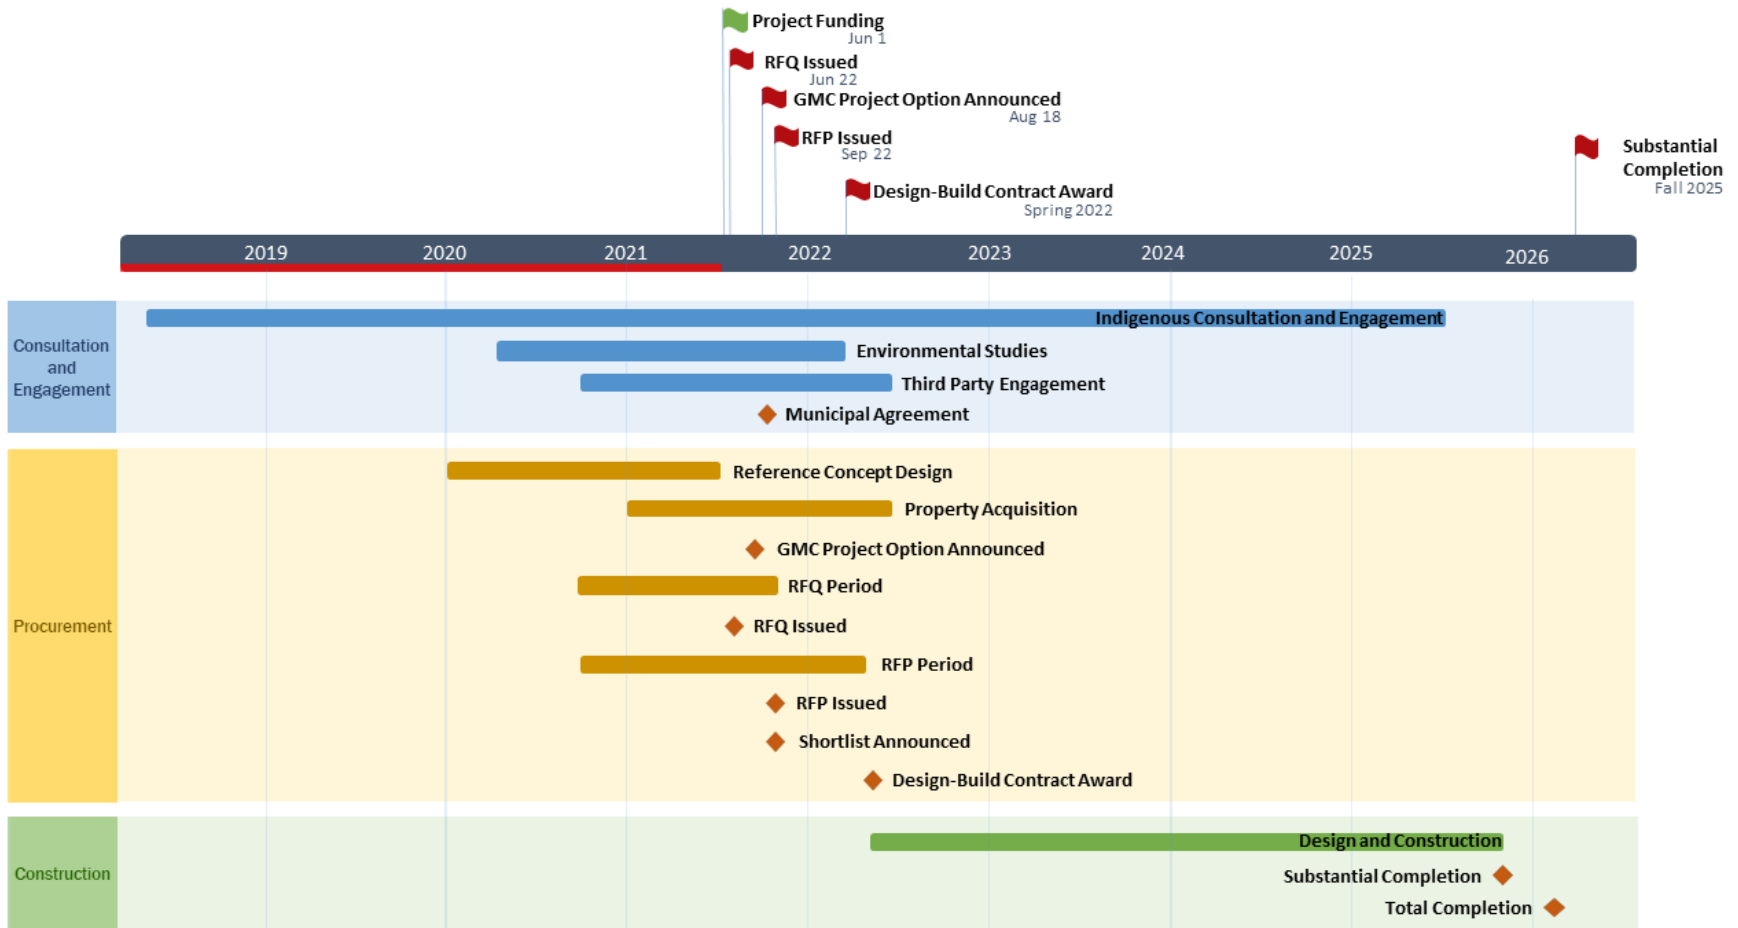 Project Funding
Jun 1
RFQ Issued
Jun 22
GMC Project Option Announced
Aug 18
RFP Issued
Sep 22
Design-Build Contract Award
Spring 2022
Substantial
Completion
Fall 2025
2019 2020 2021 2022 2023 2024 2025 2026
Consultation
and
Engagement
Indigenous Consultation and Engagement
Environmental Studies
Third Party Engagement
Municipal Agreement
Procurement
Reference Concept Design
Property Acquisition
GMC Project Option Announced
RFQ Period
RFQ Issued
RFP Period
RFP Issued
Shortlist Announced
Design-Build Contract Award
Construction
Design and Construction
Substantial Completion
Total Completion